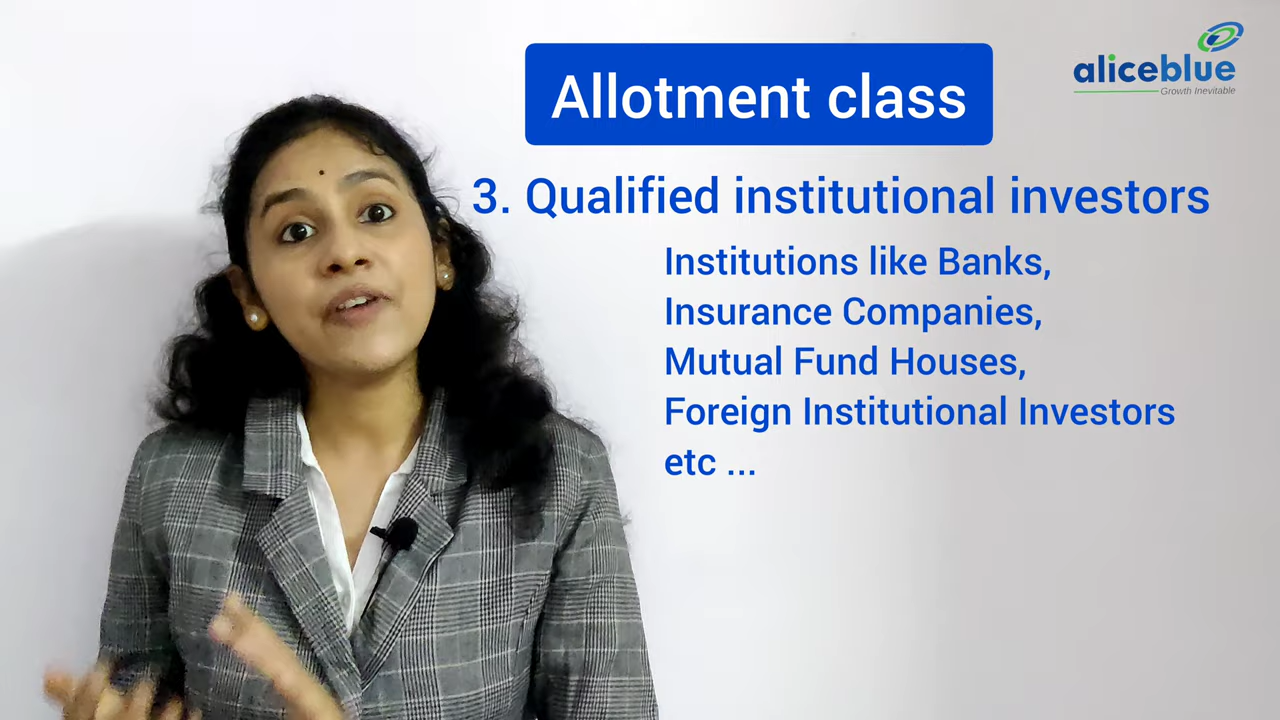 Allotment class
aliceblue
Growth Inevitable
3. Qualified institutional investors
Institutions like Banks,
Insurance Companies,
Mutual Fund Houses,
Foreign Institutional Investors
etc ...